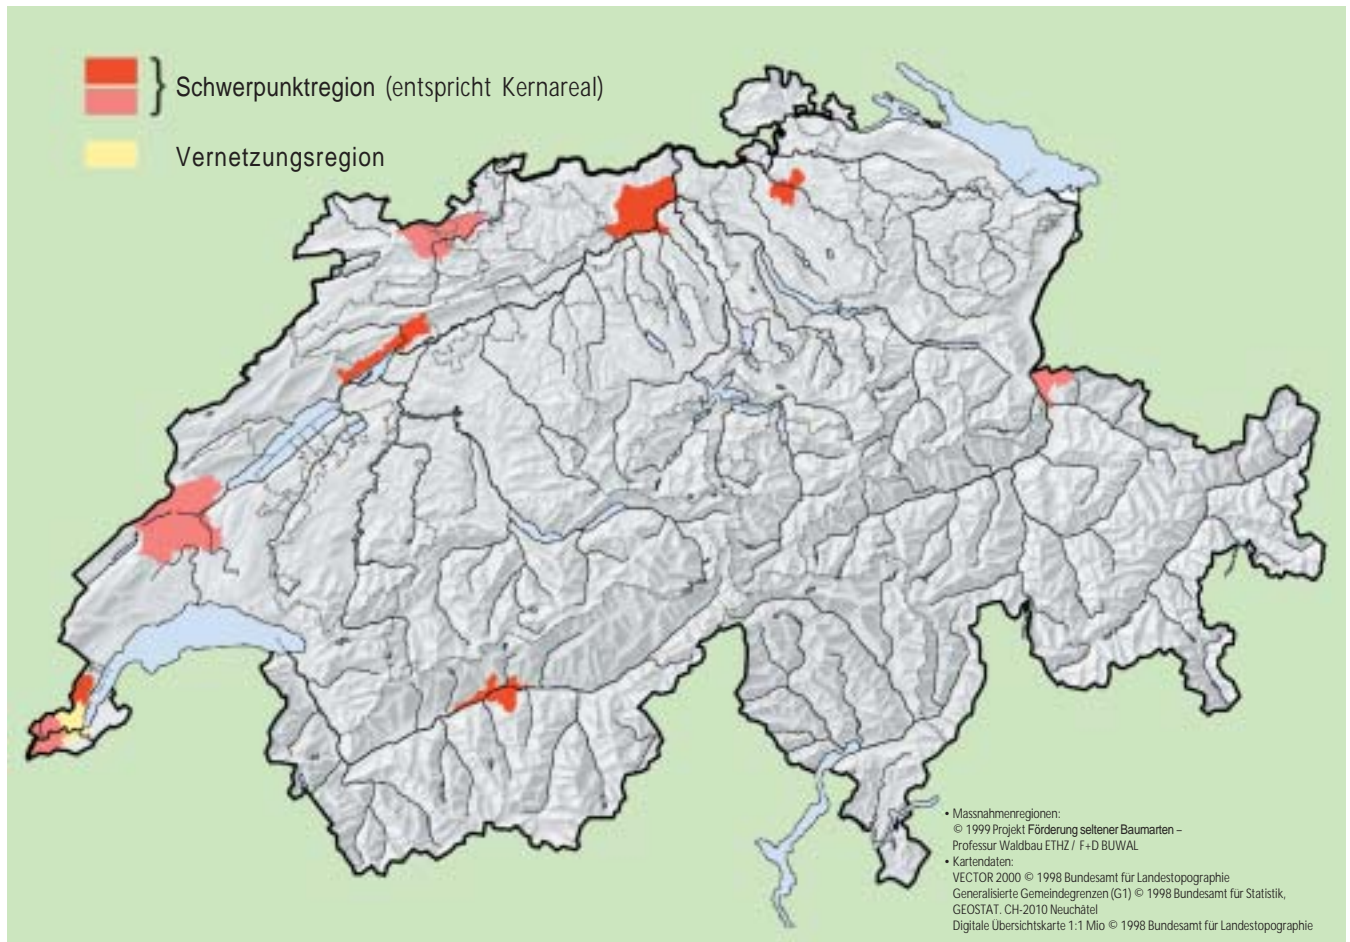 Schwerpunktregion (entspricht Kernareal)
Vernetzungsregion
• Massnahmenregionen:
© 1999 Projekt Förderung seltener Baumarten –
Professur Waldbau ETHZ / F+D BUWAL
• Kartendaten:
VECTOR 2000 © 1998 Bundesamt für Landestopographie
Generalisierte Gemeindegrenzen (G1) © 1998 Bundesamt für Statistik,
GEOSTAT. CH-2010 Neuchâtel
Digitale Übersichtskarte 1:1 Mio © 1998 Bundesamt für Landestopographie